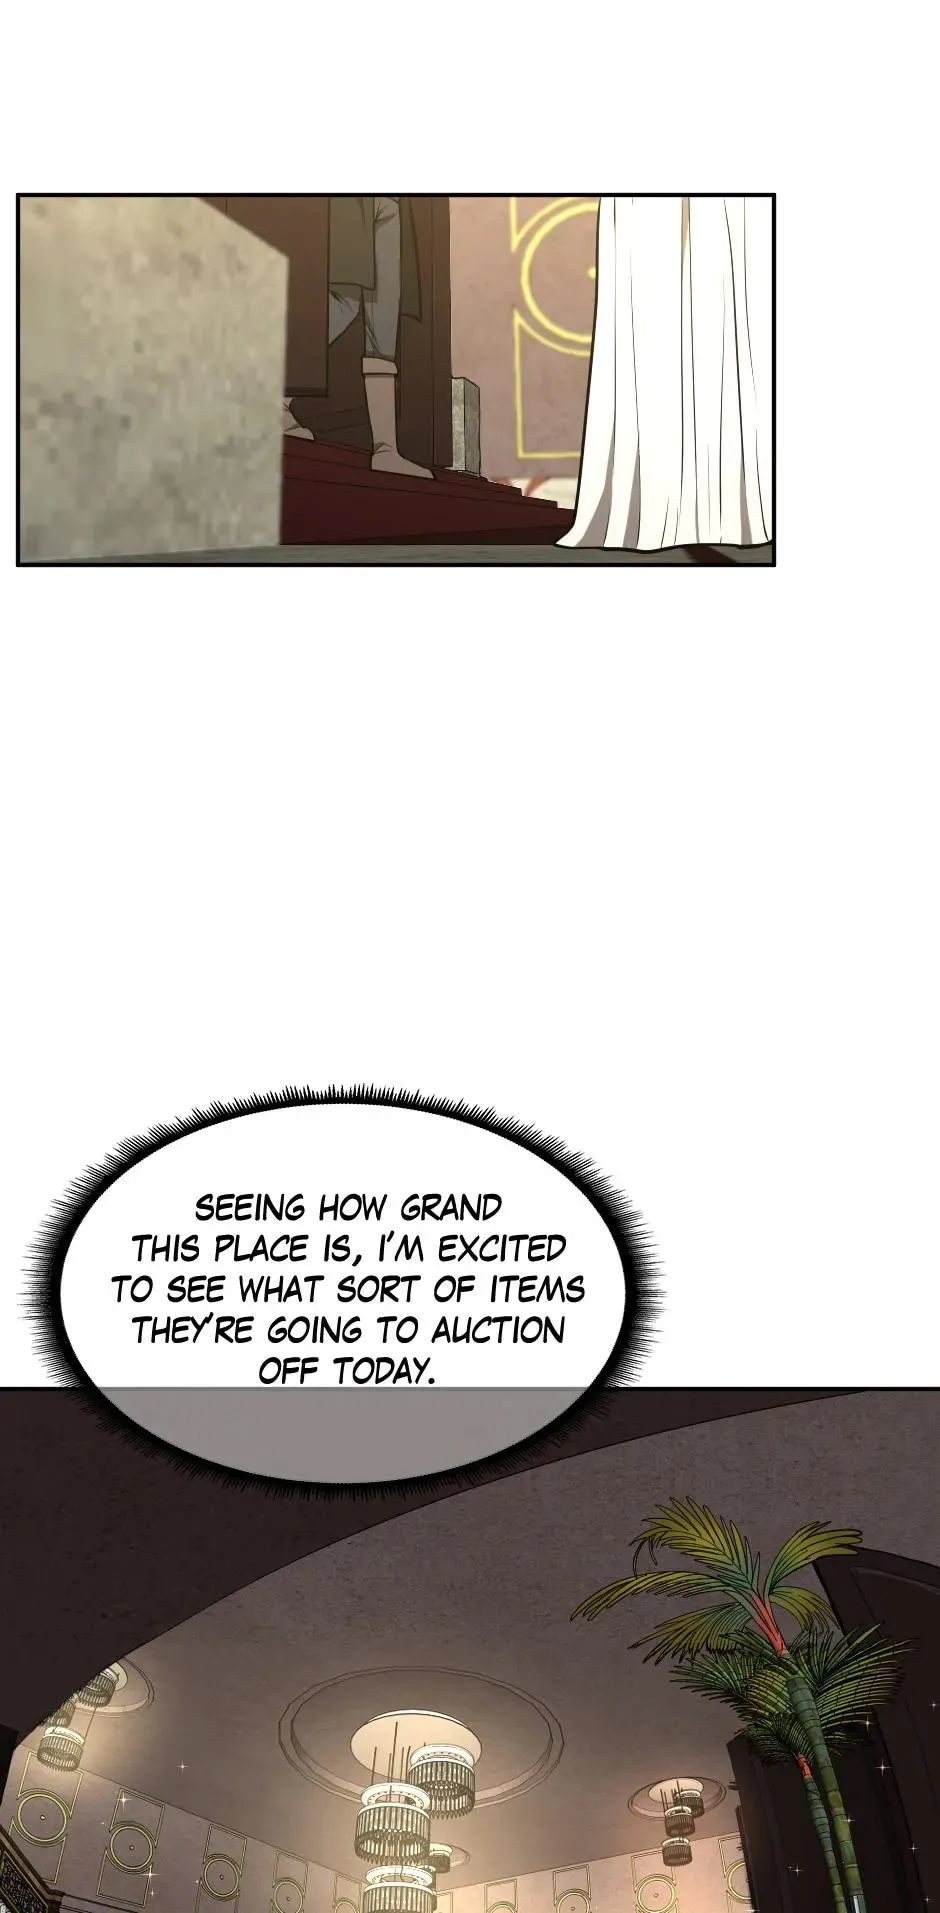 SEEING HOW GRAND
THIS PLACE IS, I'M EXCITED
TO SEE WHAT SORT OF ITEMS
THEY'RE GOING TO AUCTION
OFF TODAY.